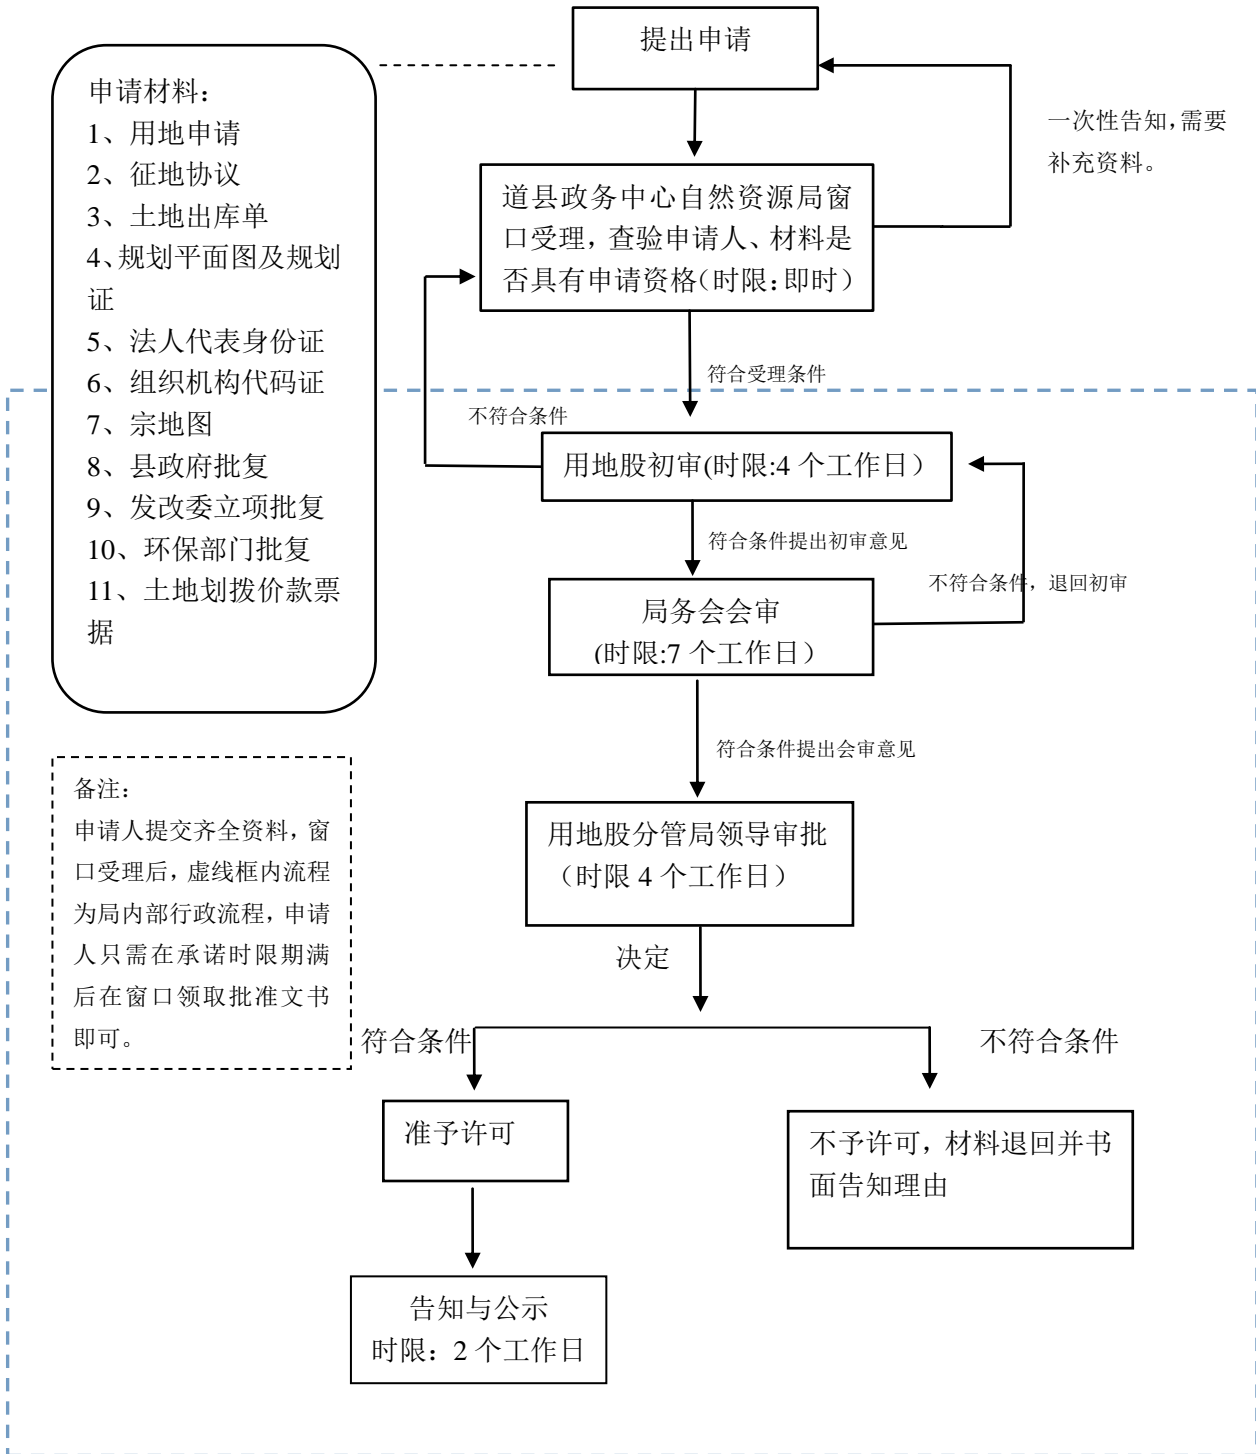 提出申请
申请材料：
1、用地申请
2、征地协议
3、土地出库单
4、规划平面图及规划
证
5、法人代表身份证
6、组织机构代码证
7、宗地图
8、县政府批复
9、发改委立项批复
10、环保部门批复
11、土地划拨价款票
据
一次性告知，需要
补充资料。
道县政务中心自然资源局窗
口受理，查验申请人、材料是
否具有申请资格（时限：即时）
符合受理条件
不符合条件
用地股初审(时限:4 个工作日）
符合条件提出初审意见
不符合条件，退回初审
局务会会审
(时限:7 个工作日）
符合条件提出会审意见
用地股分管局领导审批
（时限 4 个工作日）
备注：
申请人提交齐全资料，窗
口受理后，虚线框内流程
为局内部行政流程，申请
人只需在承诺时限期满
后在窗口领取批准文书
即可。
决定
符合条件
不符合条件
准予许可
不予许可，材料退回并书
面告知理由
告知与公示
时限：2 个工作日